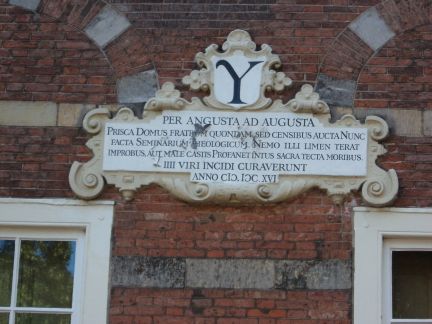 Y
PER ANGUSTA AD AUGUSTA
PRISCA DOMUS FRATRUM QUONDAM, SED CENSIBUS AUCTA NUNC
FACTA SEMINARIUM THEOLOGICUM. NEMO ILLI LIMEN TERAT
IMPROBUS, AUT MALE CASTIS PROFANET INTUS SACRA TECTA MORIBUS.
IIII VIRI INCIDI CURAVERUNT
ANNO CIƆ. IƆC. XVI